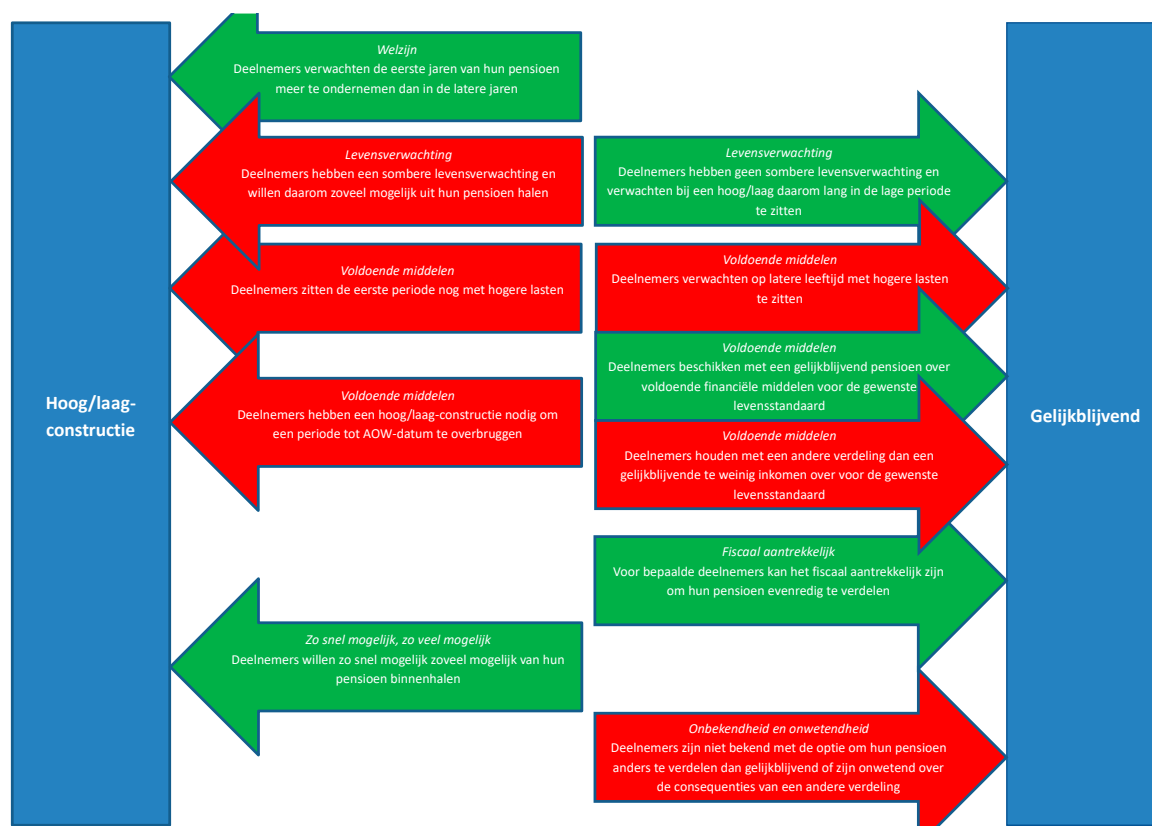 Hoog/laag-
constructie
Welzijn
Deelnemers verwachten de eerste jaren van hun pensioen
meer te ondernemen dan in de latere jaren
Levensverwachting
Deelnemers hebben een sombere levensverwachting en
willen daarom zoveel mogelijk uit hun pensioen halen
Voldoende middelen
Deelnemers zitten de eerste periode nog met hogere lasten
Voldoende middelen
Deelnemers hebben een hoog/laag-constructie nodig om
een periode tot AOW-datum te overbruggen
Zo snel mogelijk, zo veel mogelijk
Deelnemers willen zo snel mogelijk zoveel mogelijk van hun
pensioen binnenhalen
Levensverwachting
Deelnemers hebben geen sombere levensverwachting en
verwachten bij een hoog/laag daarom lang in de lage periode
te zitten
Voldoende middelen
Deelnemers verwachten op latere leeftijd met hogere lasten
te zitten
Voldoende middelen
Deelnemers beschikken met een gelijkblijvend pensioen over
voldoende financiële middelen voor de gewenste
levensstandaard
Voldoende middelen
Deelnemers houden met een andere verdeling dan een
gelijkblijvende te weinig inkomen over voor de gewenste
levensstandaard
Fiscaal aantrekkelijk
Voor bepaalde deelnemers kan het fiscaal aantrekkelijk zijn
om hun pensioen evenredig te verdelen
Onbekendheid en onwetendheid
Deelnemers zijn niet bekend met de optie om hun pensioen
anders te verdelen dan gelijkblijvend of zijn onwetend over
de consequenties van een andere verdeling
Gelijkblijvend